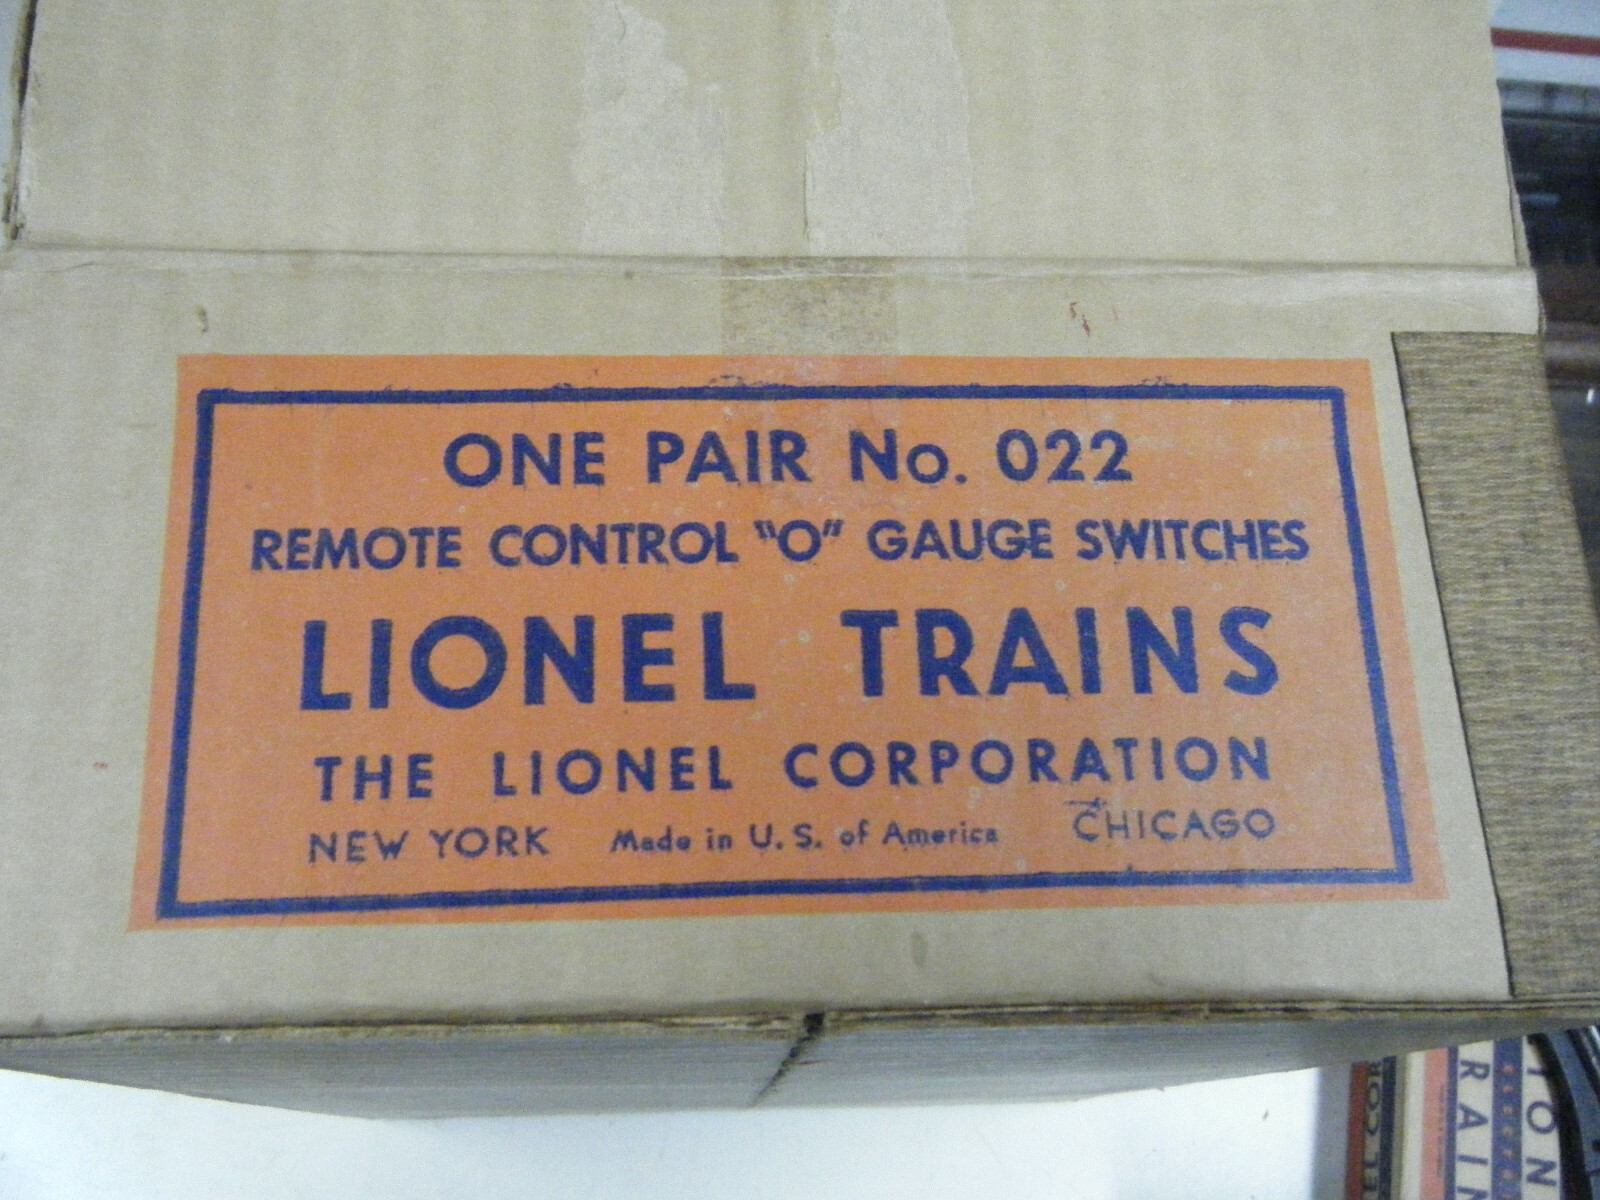 ONE PAIR No. 022
REMOTE CONTROL "O" GAUGE SWITCHES
LIONEL TRAINS
THE LIONEL CORPORATION
NEW YORK Made in U. S. of America CHICAGO